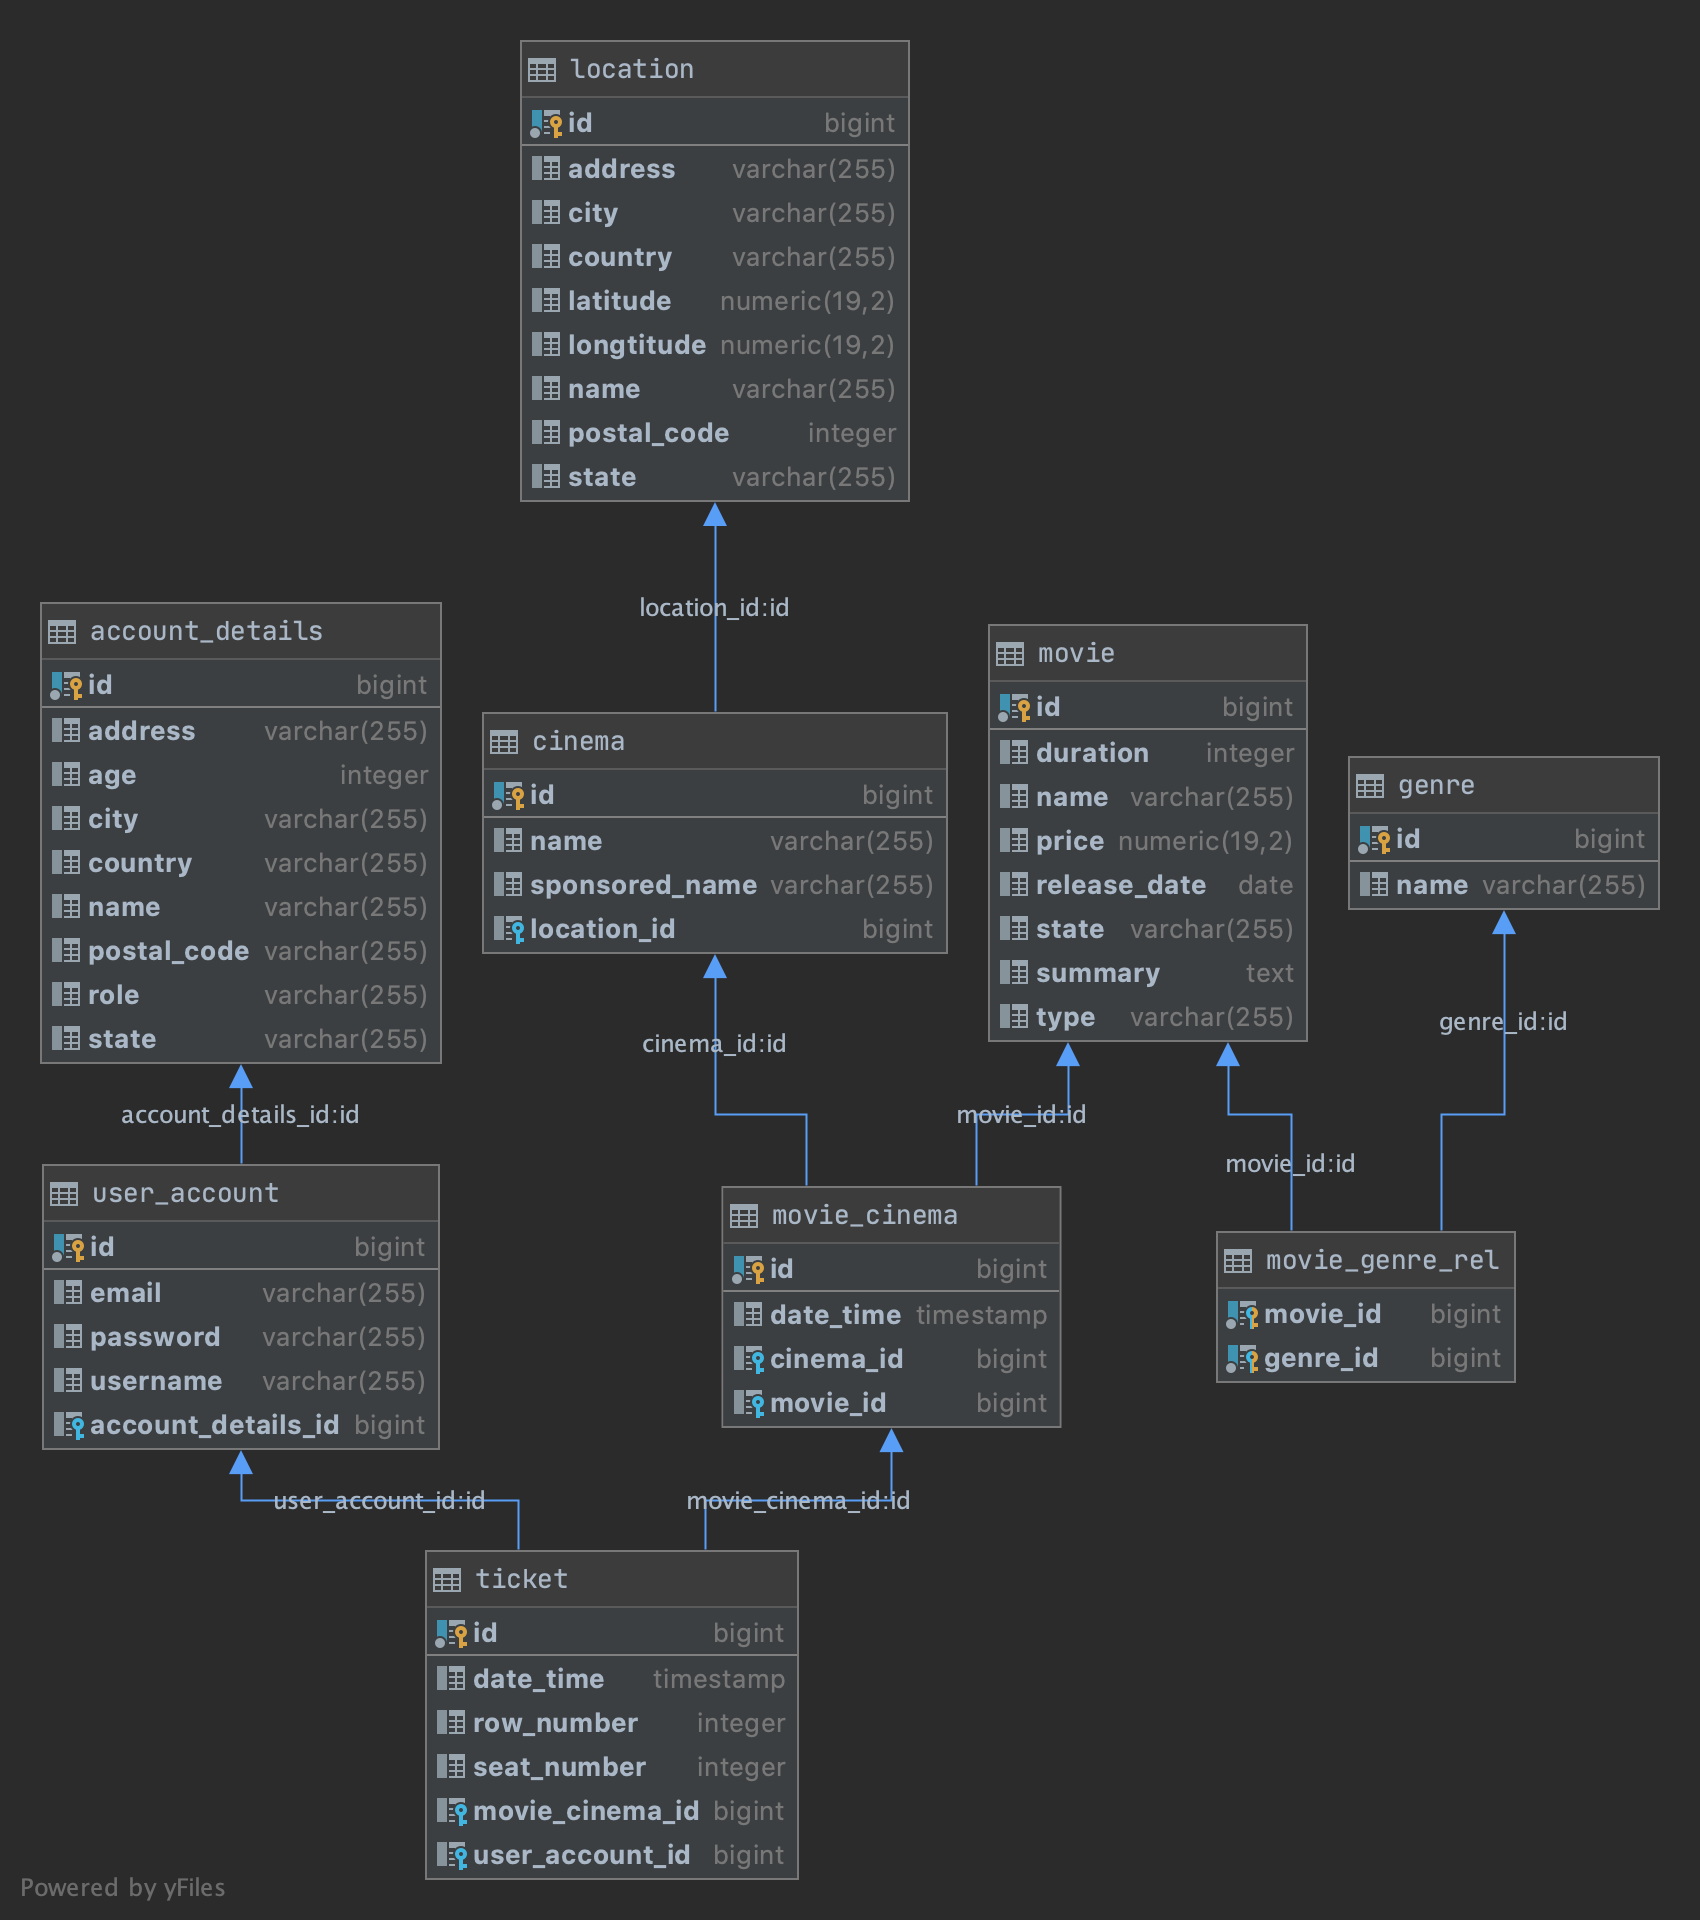 location
id bigint
address varchar(255)
city varchar(255)
country varchar(255)
latitude numeric(19,2)
longtitude numeric(19,2)
name varchar(255)
postal_code integer
state varchar(255)
location_id:id
account_details
id bigint
address varchar(255)
age integer
city varchar(255)
country varchar(255)
name varchar(255)
postal_code varchar(255)
role varchar(255)
state varchar(255)
cinema
id bigint
name varchar(255)
sponsored_name varchar(255)
location_id bigint
movie
id bigint
duration integer
name varchar(255)
price numeric(19,2)
release_date date
state varchar(255)
summary text
type varchar(255)
genre
id bigint
name varchar(255)
account_details_id:id
cinema_id:id
movie_id:id
movie_id:id
genre_id:id
user_account
id bigint
email varchar(255)
password varchar(255)
username varchar(255)
account_details_id bigint
movie_cinema
id bigint
date_time timestamp
cinema_id bigint
movie_id bigint
movie_genre_rel
movie_id bigint
genre_id bigint
user_account_id:id
movie_cinema_id:id
ticket
id bigint
date_time timestamp
row_number integer
seat_number integer
movie_cinema_id bigint
user_account_id bigint
Powered by yFiles